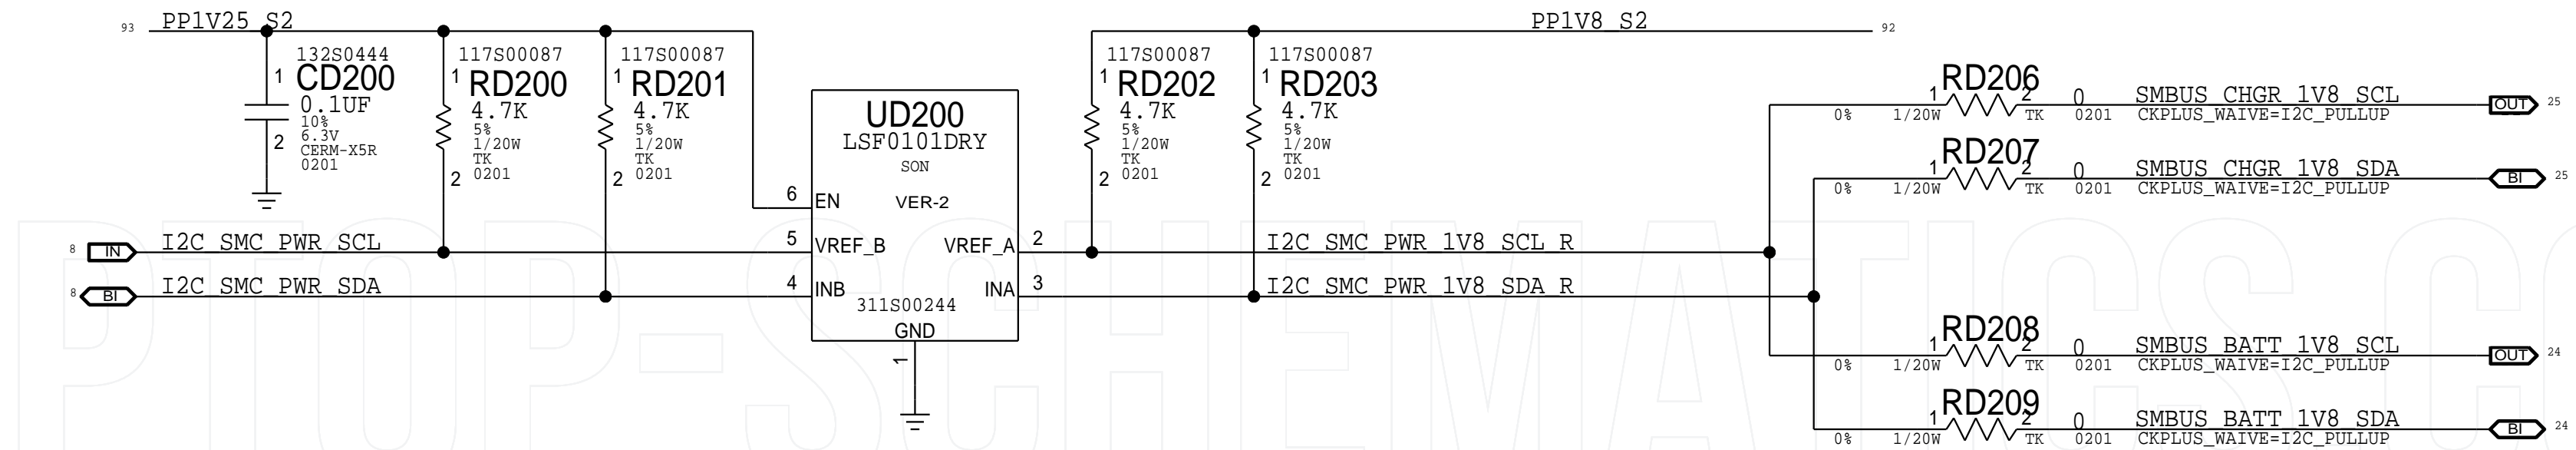 93 PP1V25_S2
132S0444
1 CD200
0.1UF
10%
6.3V
2 CERM-X5R
0201
117S00087
1 RD200
4.7K
5%
1/20W
TK
2 0201
117S00087
1 RD201
4.7K
5%
1/20W
TK
2 0201
UD200
LSF0101DRY
SON
VER-2
6 EN
5 VREF_B
4 INB
VREF_A 2
INA 3
311S00244
GND
1
8 IN I2C_SMC_PWR_SCL
8 BI I2C_SMC_PWR_SDA
PP1V8_S2 92
117S00087
1 RD202
4.7K
5%
1/20W
TK
2 0201
117S00087
1 RD203
4.7K
5%
1/20W
TK
2 0201
I2C_SMC_PWR_1V8_SCL_R
I2C_SMC_PWR_1V8_SDA_R
RD206
1 2 0 SMBUS_CHGR_1V8_SCL OUT 25
0% 1/20W TK 0201 CKPLUS_WAIVE=I2C_PULLUP
RD207
1 2 0 SMBUS_CHGR_1V8_SDA BI 25
0% 1/20W TK 0201 CKPLUS_WAIVE=I2C_PULLUP
RD208
1 2 0 SMBUS_BATT_1V8_SCL OUT 24
0% 1/20W TK 0201 CKPLUS_WAIVE=I2C_PULLUP
RD209
1 2 0 SMBUS_BATT_1V8_SDA BI 24
0% 1/20W TK 0201 CKPLUS_WAIVE=I2C_PULLUP
PTOP-SCHEMATICS.CO